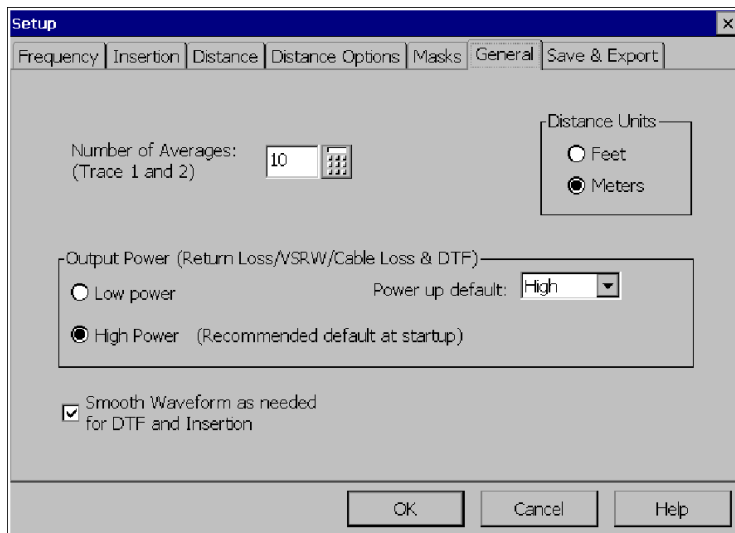 Setup
Frequency Insertion Distance Distance Options Masks General Save & Export
Number of Averages:
(Trace 1 and 2)
10
Distance Units
Feet
Meters
Output Power (Return Loss/VSRW/Cable Loss & DTF)
Low power
Power up default: High
High Power (Recommended default at startup)
Smooth Waveform as needed
for DTF and Insertion
OK Cancel Help